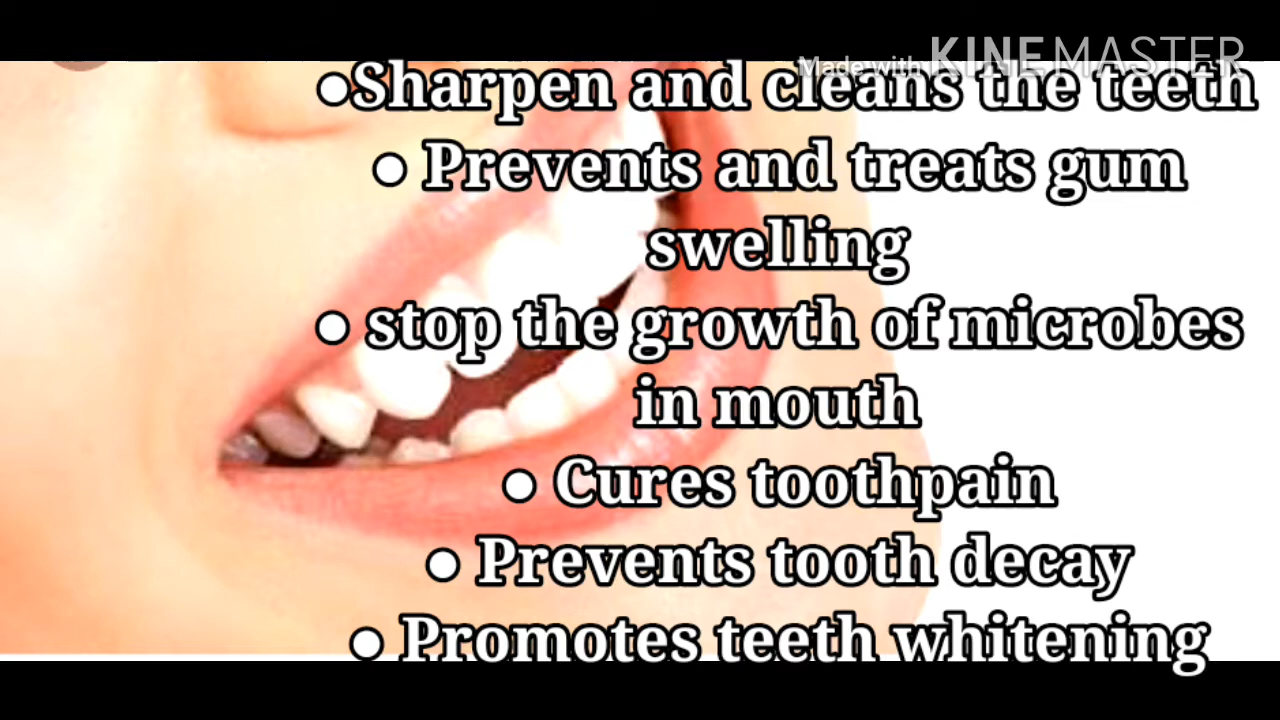 Made with KINEMASTER
●Sharpen and cleans the teeth
● Prevents and treats gum
swelling
● stop the growth of microbes
in mouth
● Cures toothpain
● Prevents tooth decay
● Promotes teeth whitening